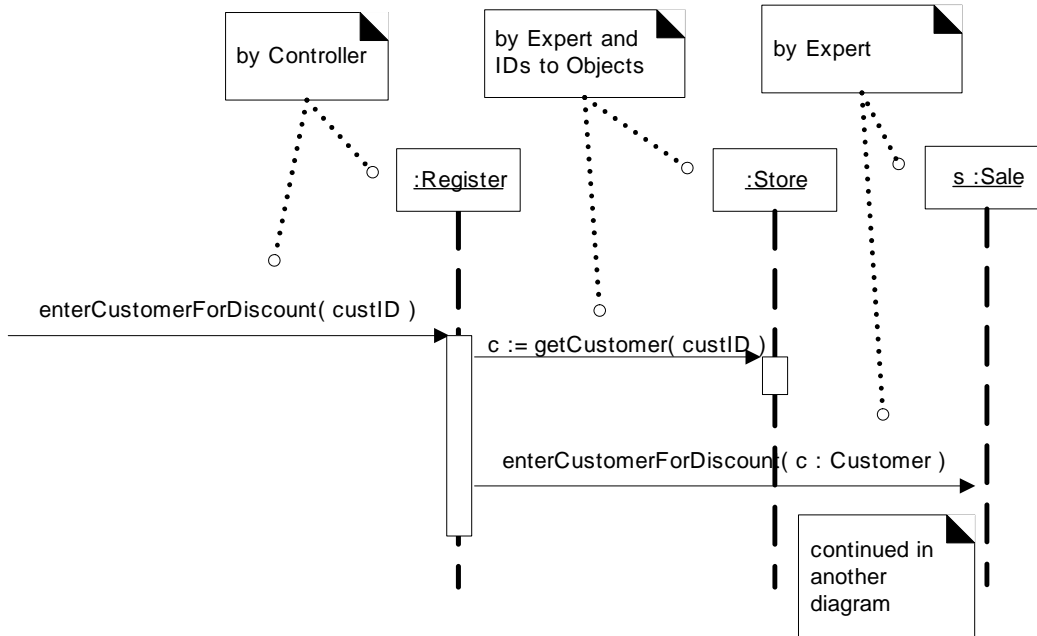 by Controller
by Expert and
IDs to Objects
by Expert
:Register
:Store
s :Sale
enterCustomerForDiscount( custID )
c := getCustomer( custID )
enterCustomerForDiscount( c : Customer )
continued in
another
diagram